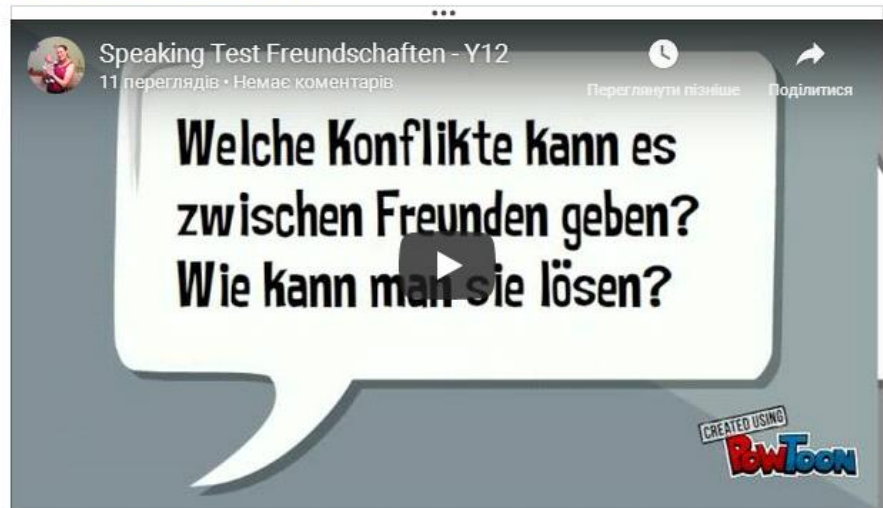 Speaking Test Freundschaften - Y12
11 переглядів • Немає коментарів
Переглянути пізніше
Поділитися
Welche Konflikte kann es
zwischen Freunden geben?
Wie kann man sie lösen?
CREATED USING
POWTOON